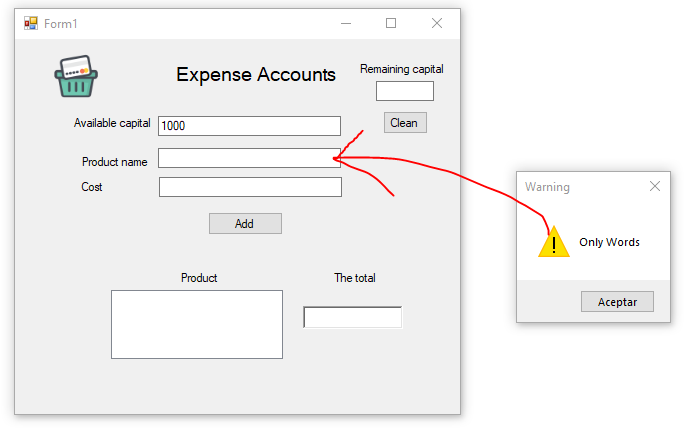 Form1
Expense Accounts
Remaining capital
Available capital
1000
Clean
Product name
Cost
Add
Product
The total
Warning
Only Words
Aceptar